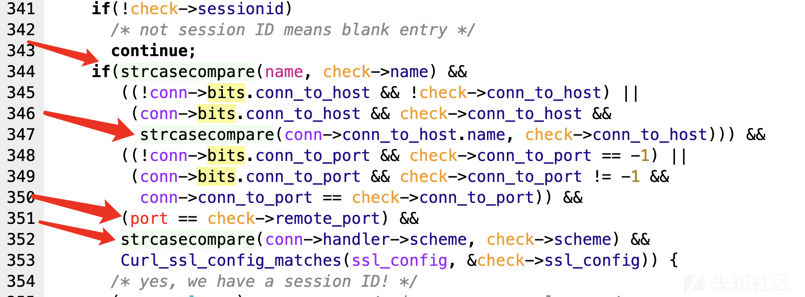 341 if(!check->sessionid)
342 /* not session ID means blank entry */
343 continue;
344 if(strcasecompare(name, check->name) &&
345 ((!conn->bits.conn_to_host && !check->conn_to_host) ||
346 (conn->bits.conn_to_host && check->conn_to_host &&
347 strcasecompare(conn->conn_to_host.name, check->conn_to_host))) &&
348 ((!conn->bits.conn_to_port && check->conn_to_port == -1) ||
349 (conn->bits.conn_to_port && check->conn_to_port != -1 &&
350 conn->conn_to_port == check->conn_to_port)) &&
351 (port == check->remote_port) &&
352 strcasecompare(conn->handler->scheme, check->scheme) &&
353 Curl_ssl_config_matches(ssl_config, &check->ssl_config)) {
354 /* yes, we have a session ID! */
先知社区